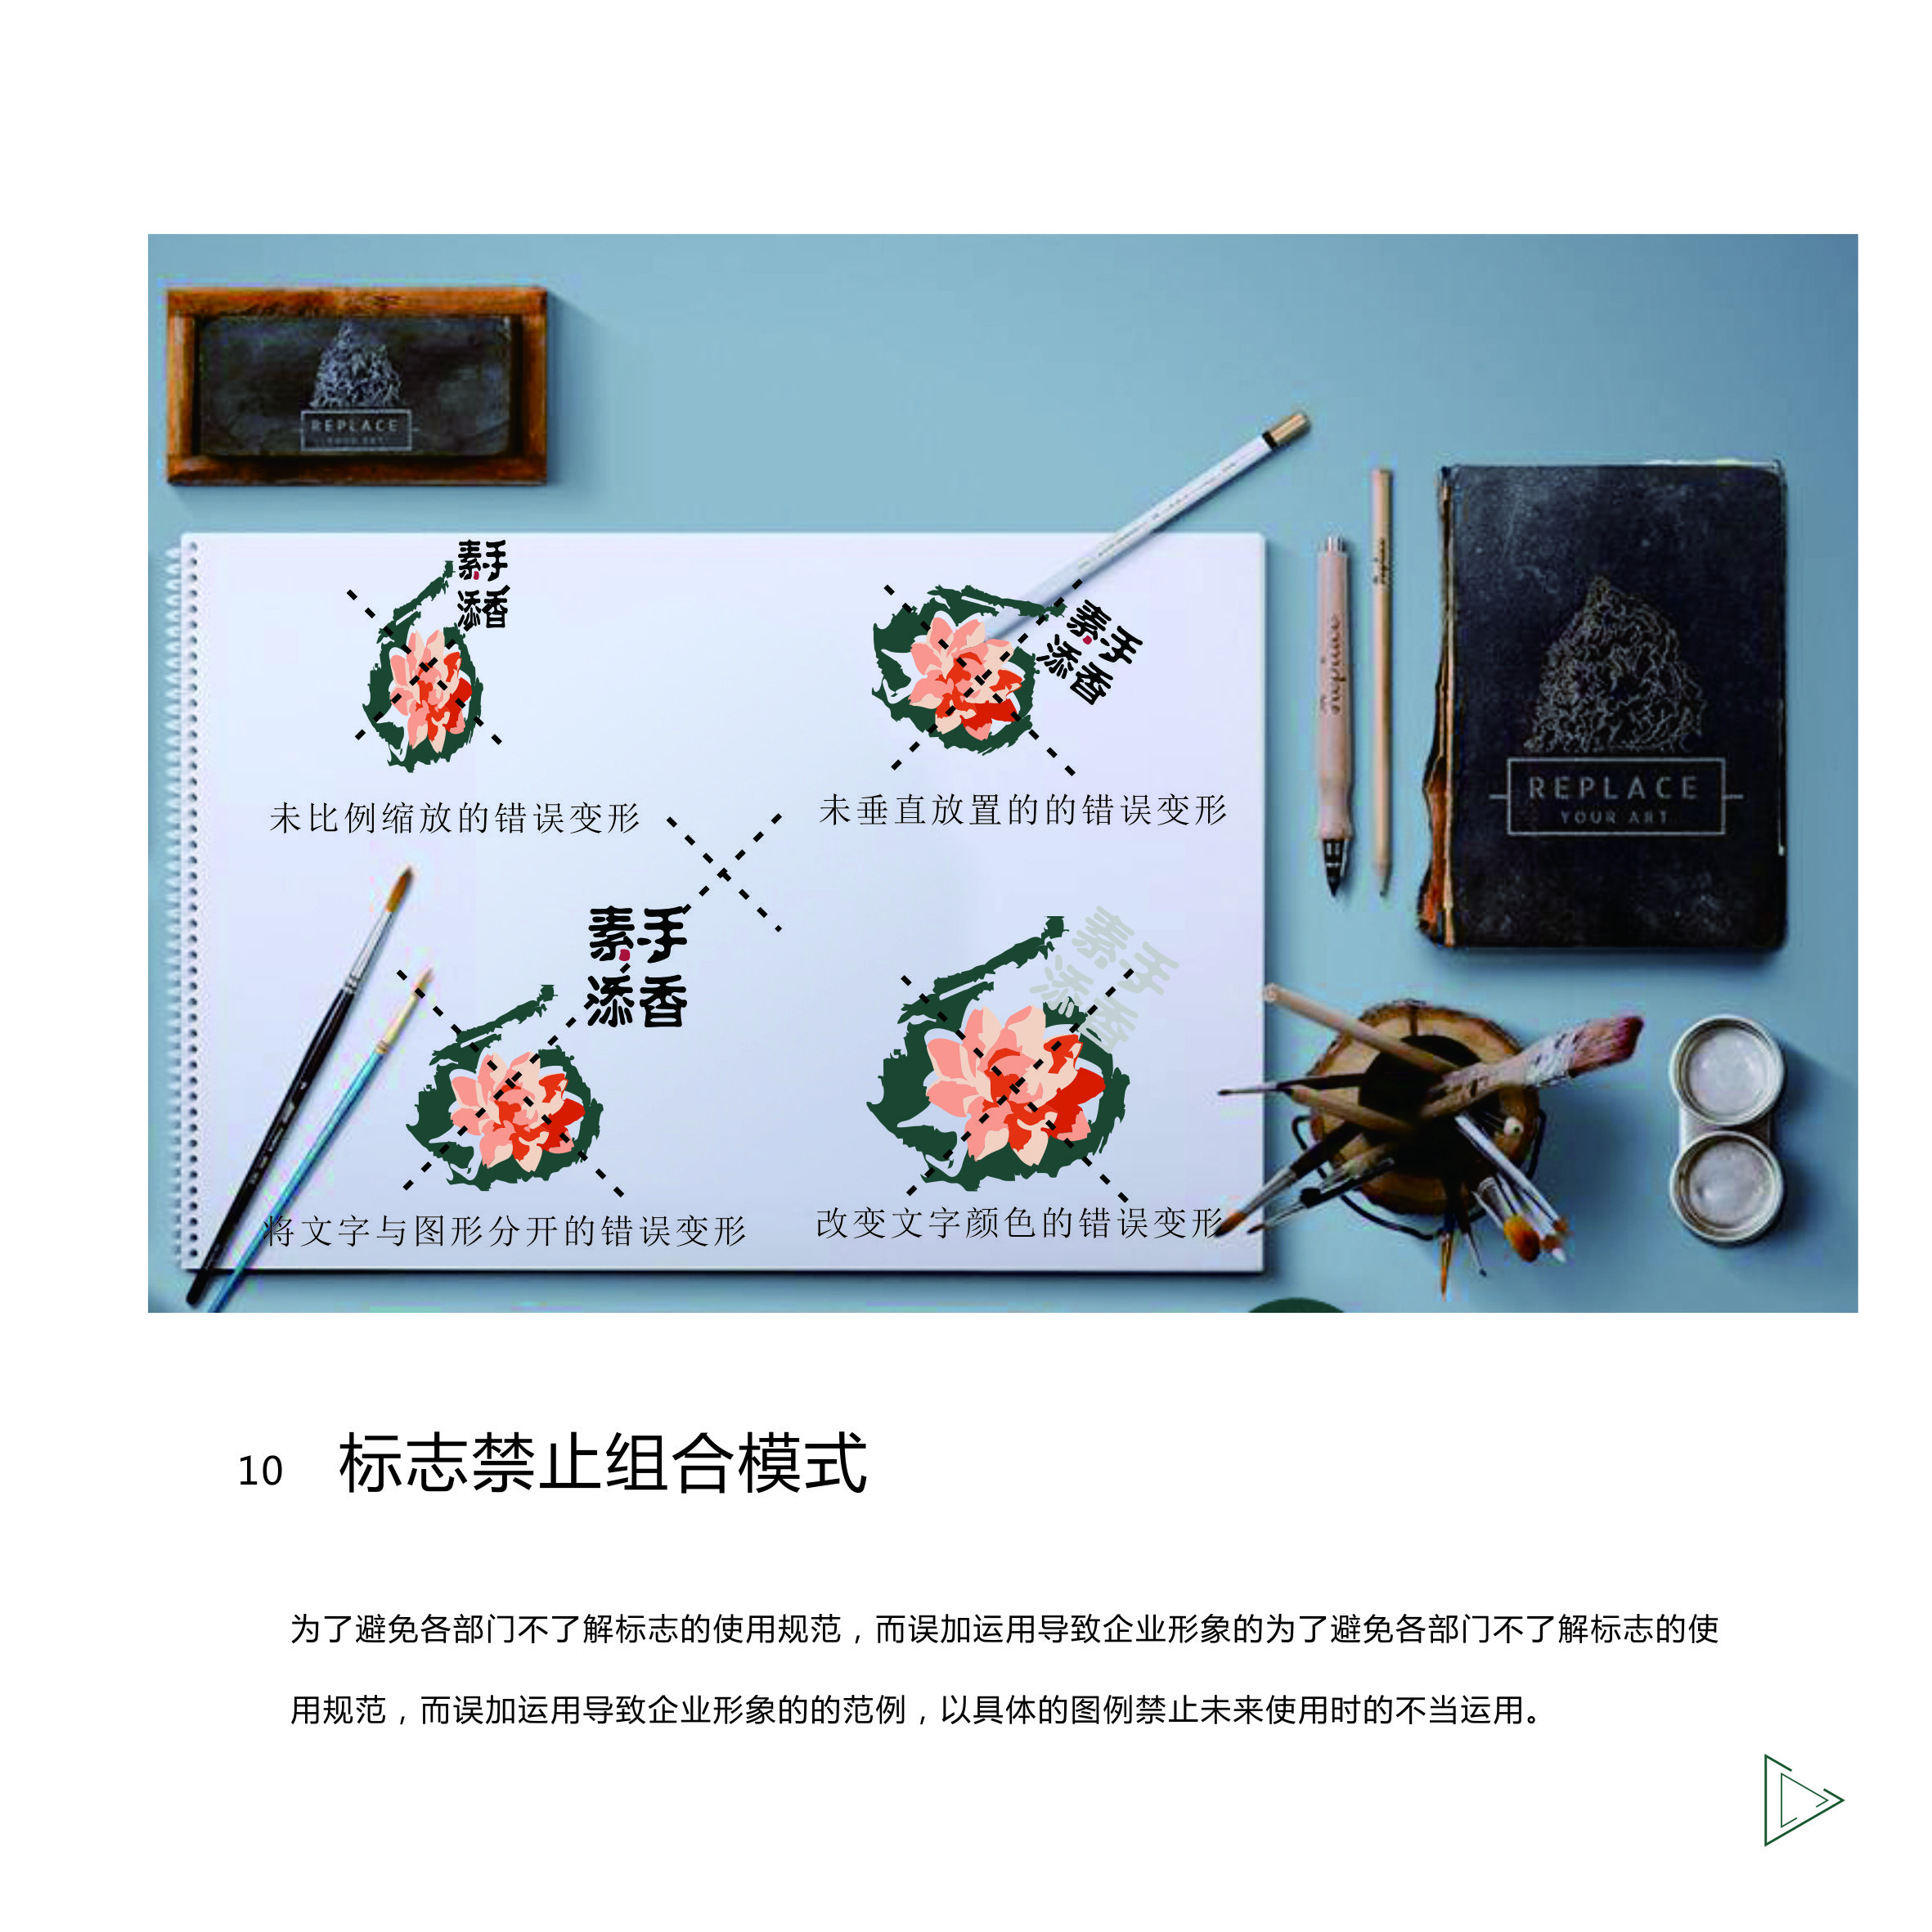 REPLACE
YOUR ART
素手
添香
未比例缩放的错误变形
素手
添香
未垂直放置的的错误变形
Replace
REPLACE
YOUR ART
素手
添香
将文字与图形分开的错误变形
素手
添香
改变文字颜色的错误变形
10 标志禁止组合模式
为了避免各部门不了解标志的使用规范，而误加运用导致企业形象的为了避免各部门不了解标志的使
用规范，而误加运用导致企业形象的的范例，以具体的图例禁止未来使用时的不当运用。